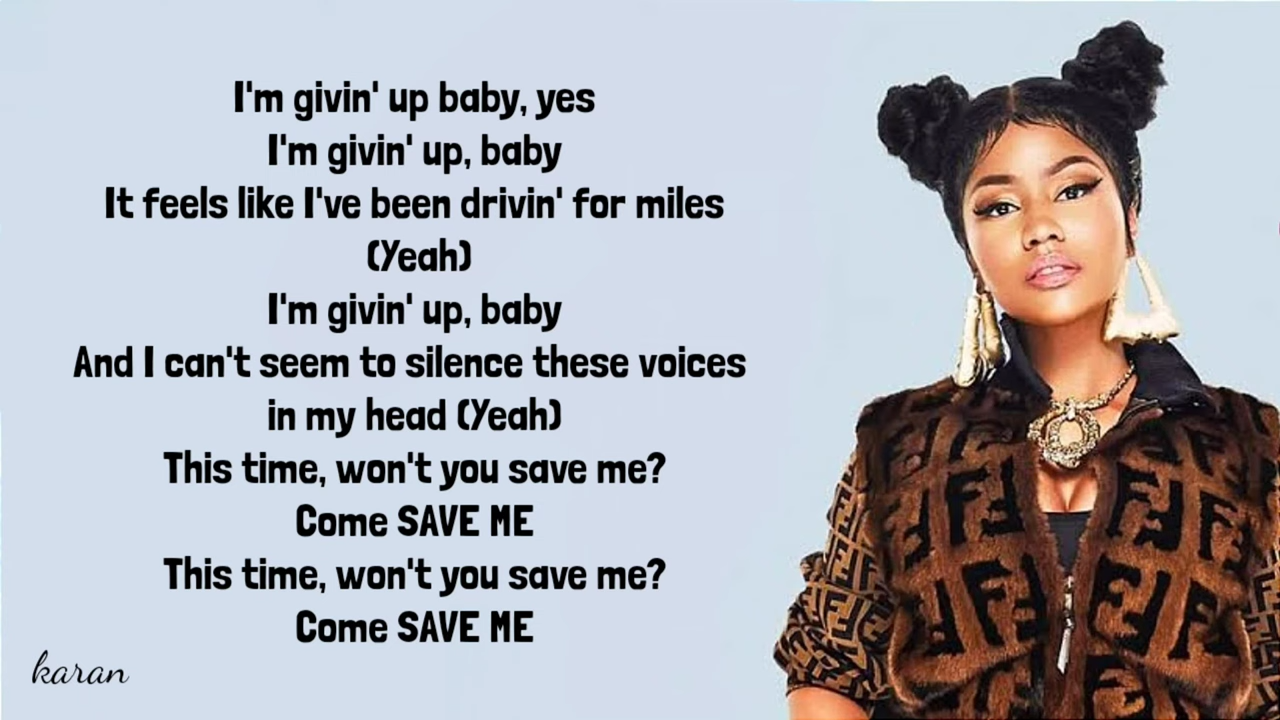 I'm givin' up baby, yes
I'm givin' up, baby
It feels like I've been drivin' for miles
(Yeah)
I'm givin' up, baby
And I can't seem to silence these voices
in my head (Yeah)
This time, won't you save me?
Come SAVE ME
This time, won't you save me?
Come SAVE ME
karan